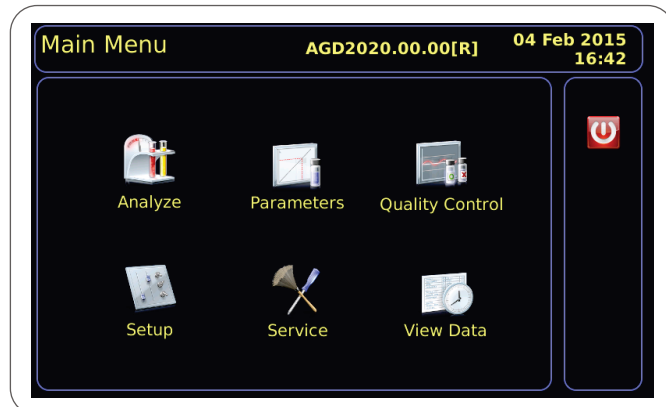 Main Menu
AGD2020.00.00[R]
04 Feb 2015
16:42
Analyze
Parameters
Quality Control
Setup
Service
View Data